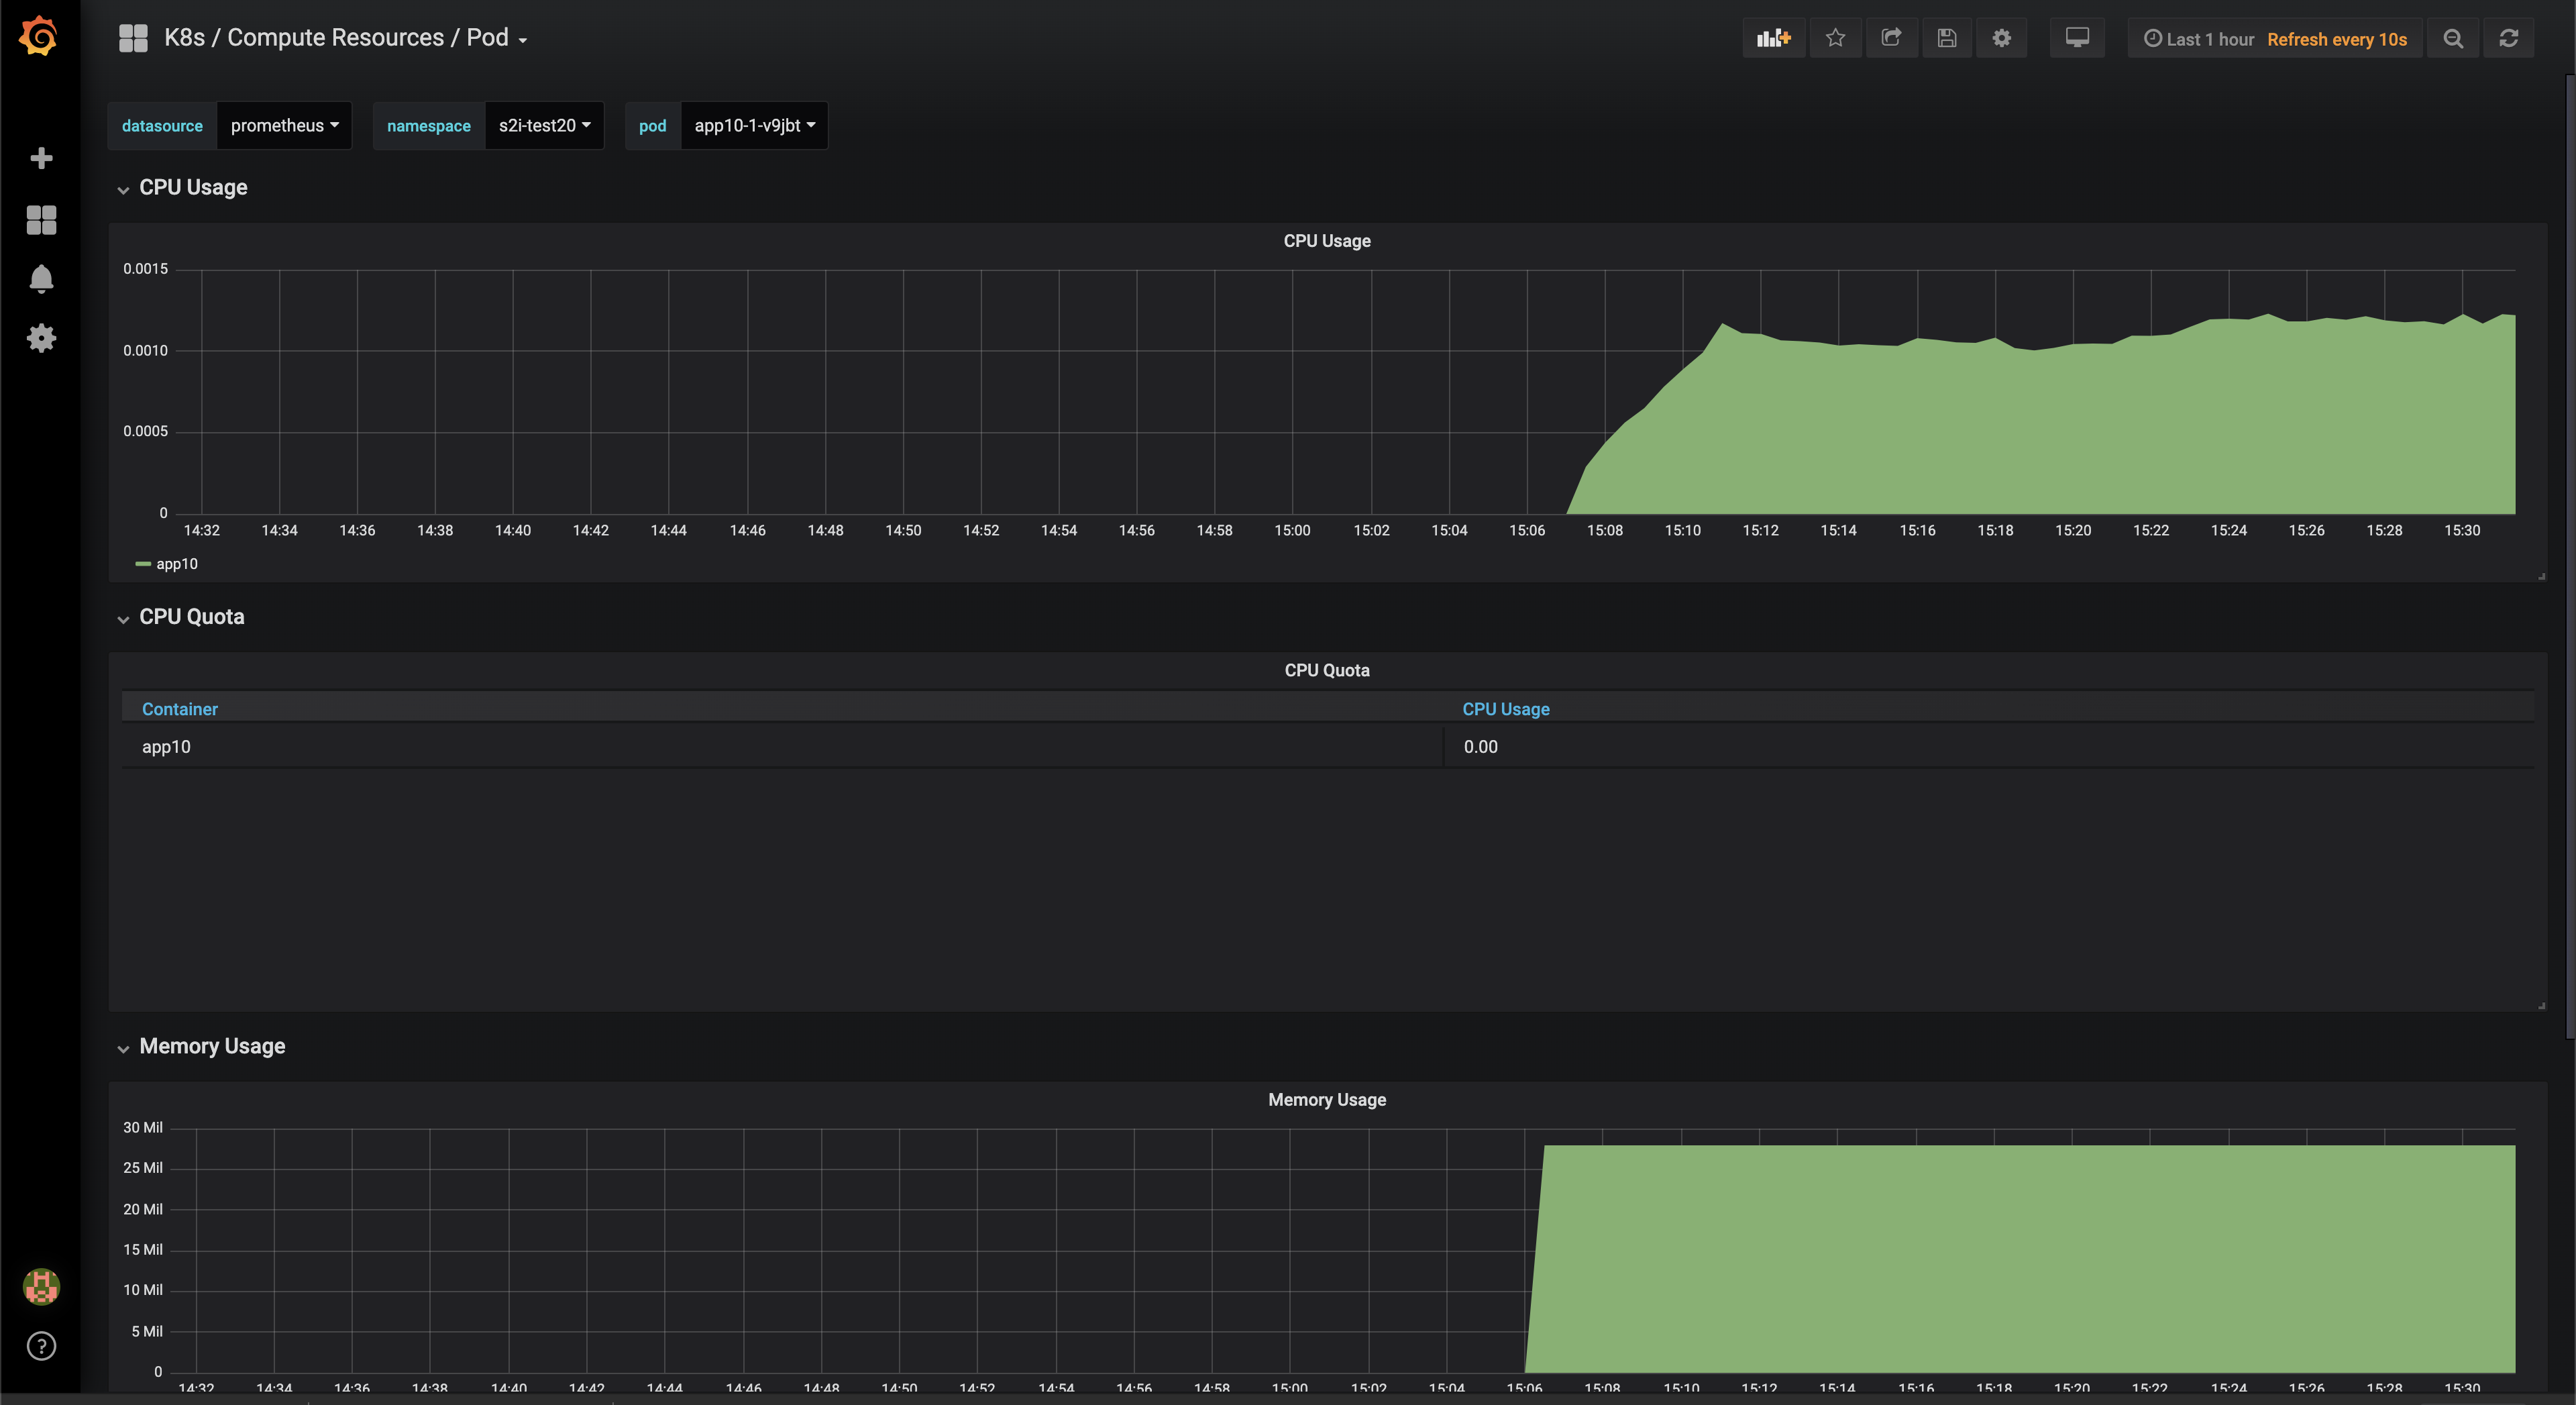 K8s / Compute Resources / Pod
Last 1 hour Refresh every 10s
datasource prometheus namespace s2i-test20 pod app10-1-v9jbt
CPU Usage
CPU Usage
0.0015
0.0010
0.0005
0
14:32 14:34 14:36 14:38 14:40 14:42 14:44 14:46 14:48 14:50 14:52 14:54 14:56 14:58 15:00 15:02 15:04 15:06 15:08 15:10 15:12 15:14 15:16 15:18 15:20 15:22 15:24 15:26 15:28 15:30
app10
CPU Quota
CPU Quota
Container CPU Usage
app10 0.00
Memory Usage
Memory Usage
30 Mil
25 Mil
20 Mil
15 Mil
10 Mil
5 Mil
0
14:32 14:34 14:36 14:38 14:40 14:42 14:44 14:46 14:48 14:50 14:52 14:54 14:56 14:58 15:00 15:02 15:04 15:06 15:08 15:10 15:12 15:14 15:16 15:18 15:20 15:22 15:24 15:26 15:28 15:30
?